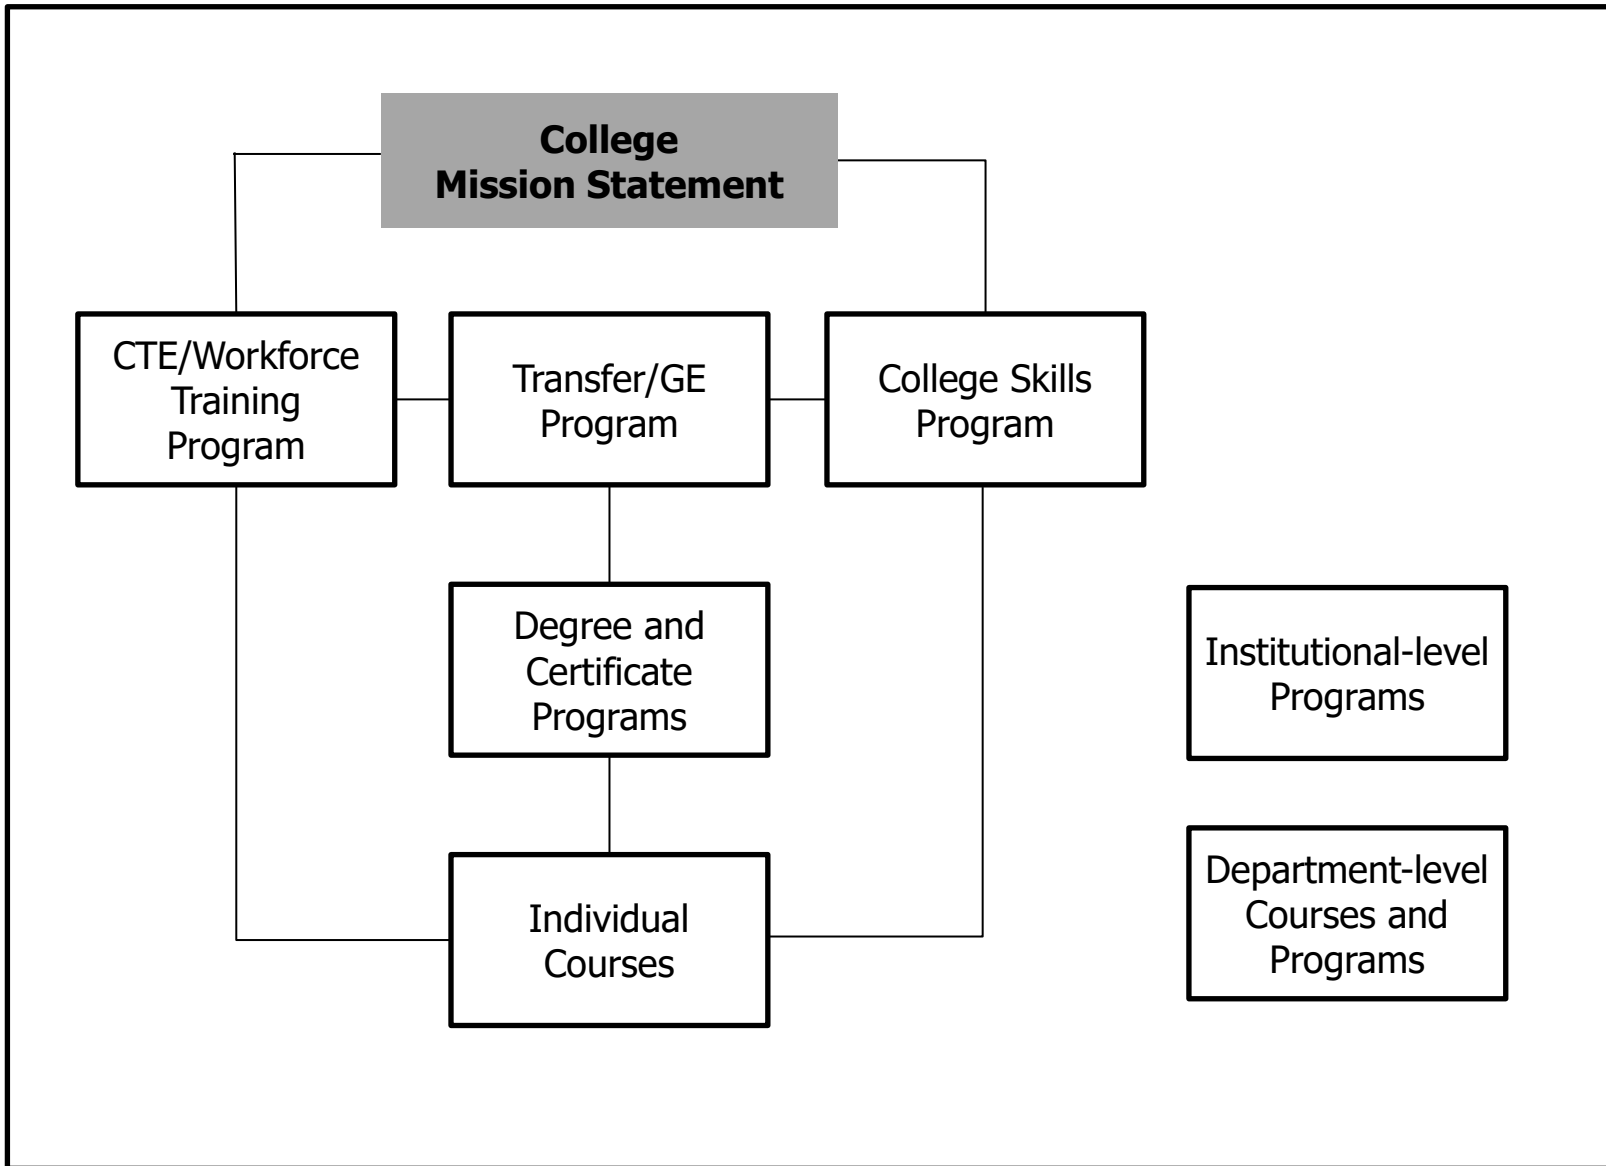 College
Mission Statement
CTE/Workforce
Training
Program
Transfer/GE
Program
College Skills
Program
Degree and
Certificate
Programs
Individual
Courses
Institutional-level
Programs
Department-level
Courses and
Programs